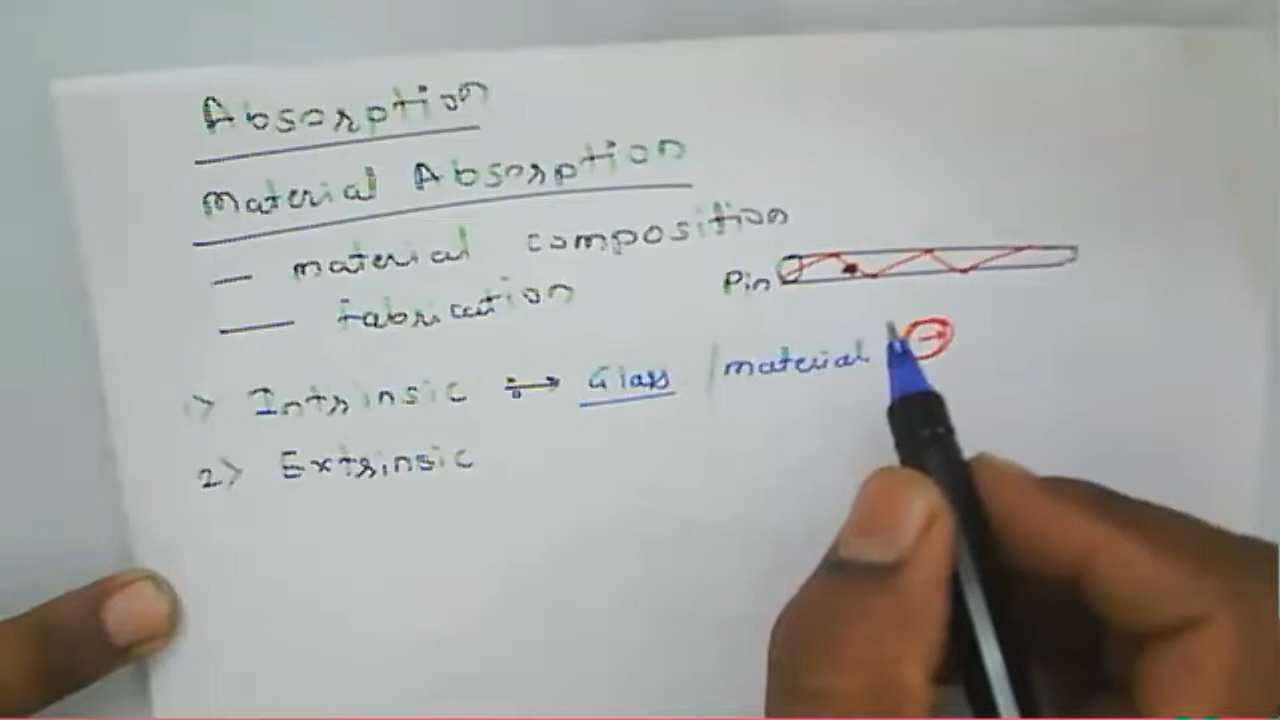 Absorption
Material Absorption
— material composition
— fabrication
Pin
1> Intrinsic ÷→ Glass / material
2> Extrinsic